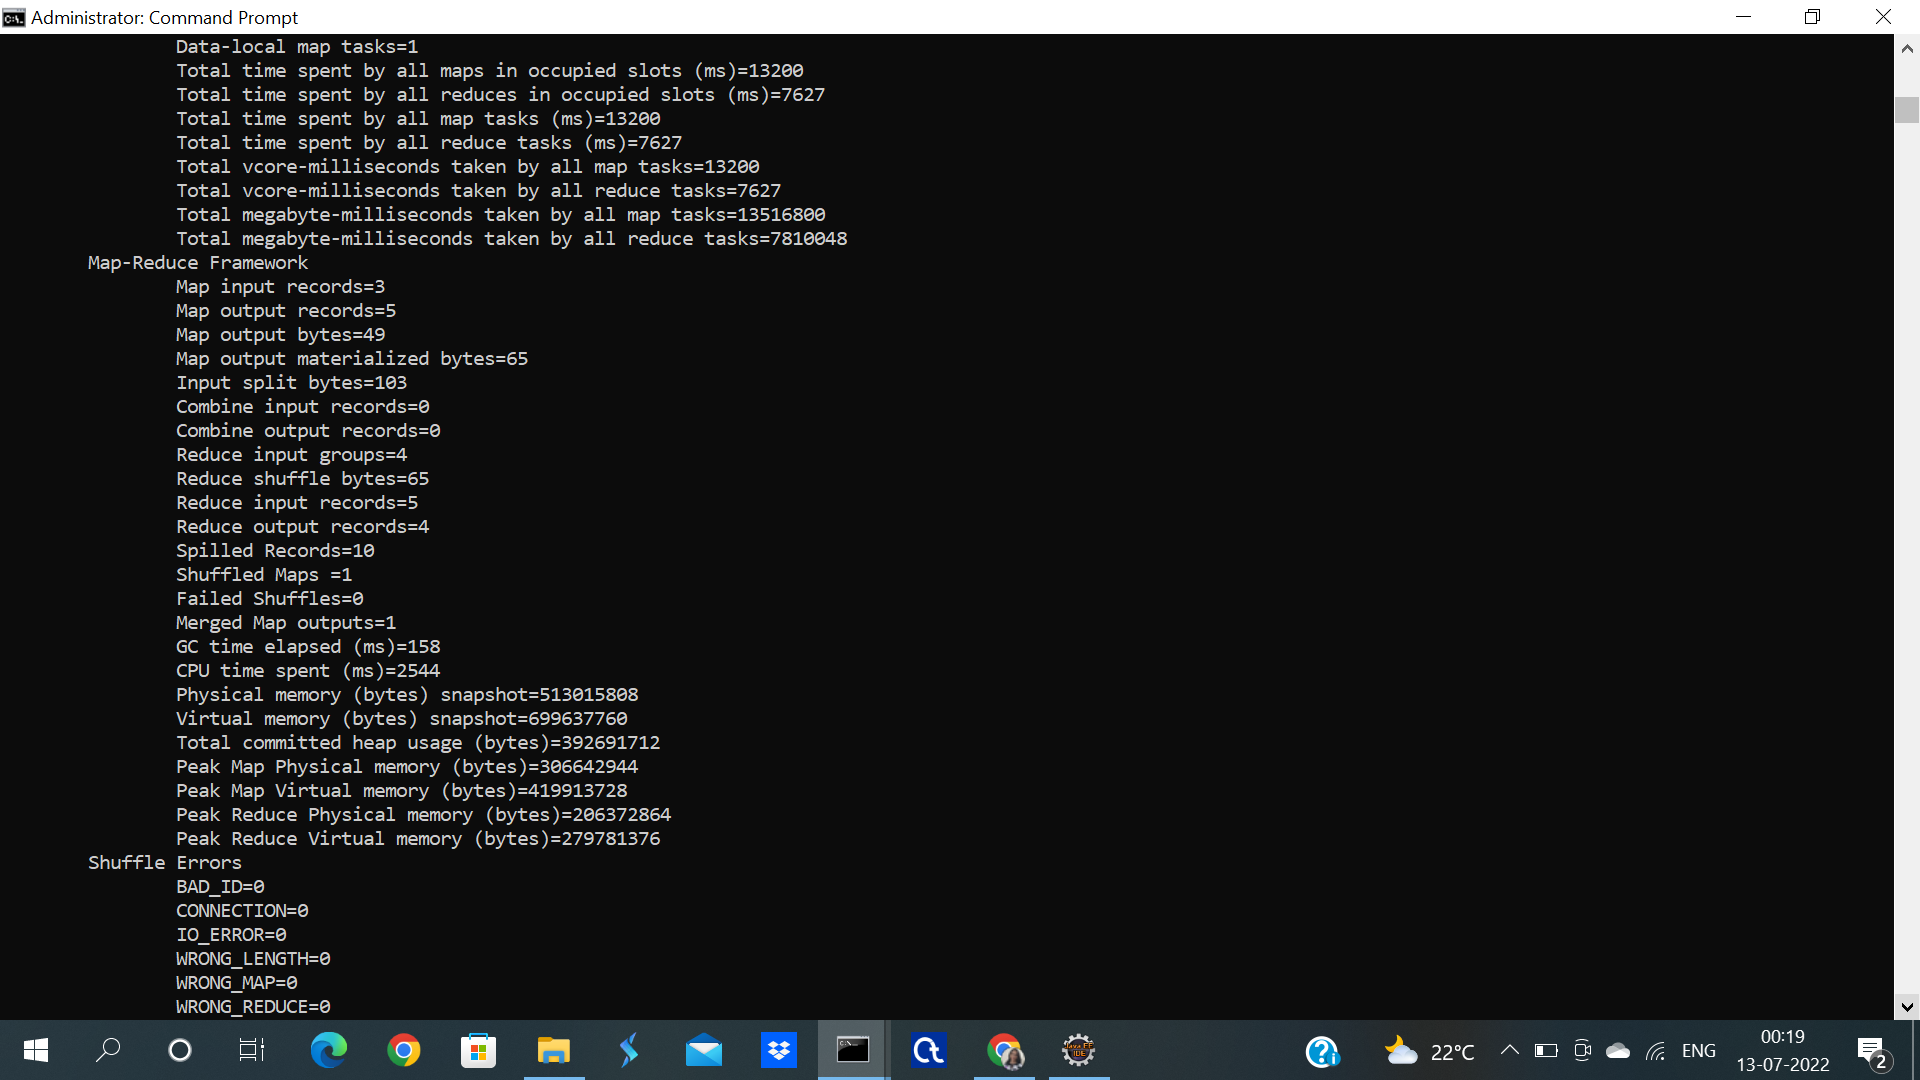 Administrator: Command Prompt
Data-local map tasks=1
Total time spent by all maps in occupied slots (ms)=13200
Total time spent by all reduces in occupied slots (ms)=7627
Total time spent by all map tasks (ms)=13200
Total time spent by all reduce tasks (ms)=7627
Total vcore-milliseconds taken by all map tasks=13200
Total vcore-milliseconds taken by all reduce tasks=7627
Total megabyte-milliseconds taken by all map tasks=13516800
Total megabyte-milliseconds taken by all reduce tasks=7810048
Map-Reduce Framework
Map input records=3
Map output records=5
Map output bytes=49
Map output materialized bytes=65
Input split bytes=103
Combine input records=0
Combine output records=0
Reduce input groups=4
Reduce shuffle bytes=65
Reduce input records=5
Reduce output records=4
Spilled Records=10
Shuffled Maps =1
Failed Shuffles=0
Merged Map outputs=1
GC time elapsed (ms)=158
CPU time spent (ms)=2544
Physical memory (bytes) snapshot=513015808
Virtual memory (bytes) snapshot=699637760
Total committed heap usage (bytes)=392691712
Peak Map Physical memory (bytes)=306642944
Peak Map Virtual memory (bytes)=419913728
Peak Reduce Physical memory (bytes)=206372864
Peak Reduce Virtual memory (bytes)=279781376
Shuffle Errors
BAD_ID=0
CONNECTION=0
IO_ERROR=0
WRONG_LENGTH=0
WRONG_MAP=0
WRONG_REDUCE=0
Java EE
IDE
22°C
ENG
00:19
13-07-2022
2